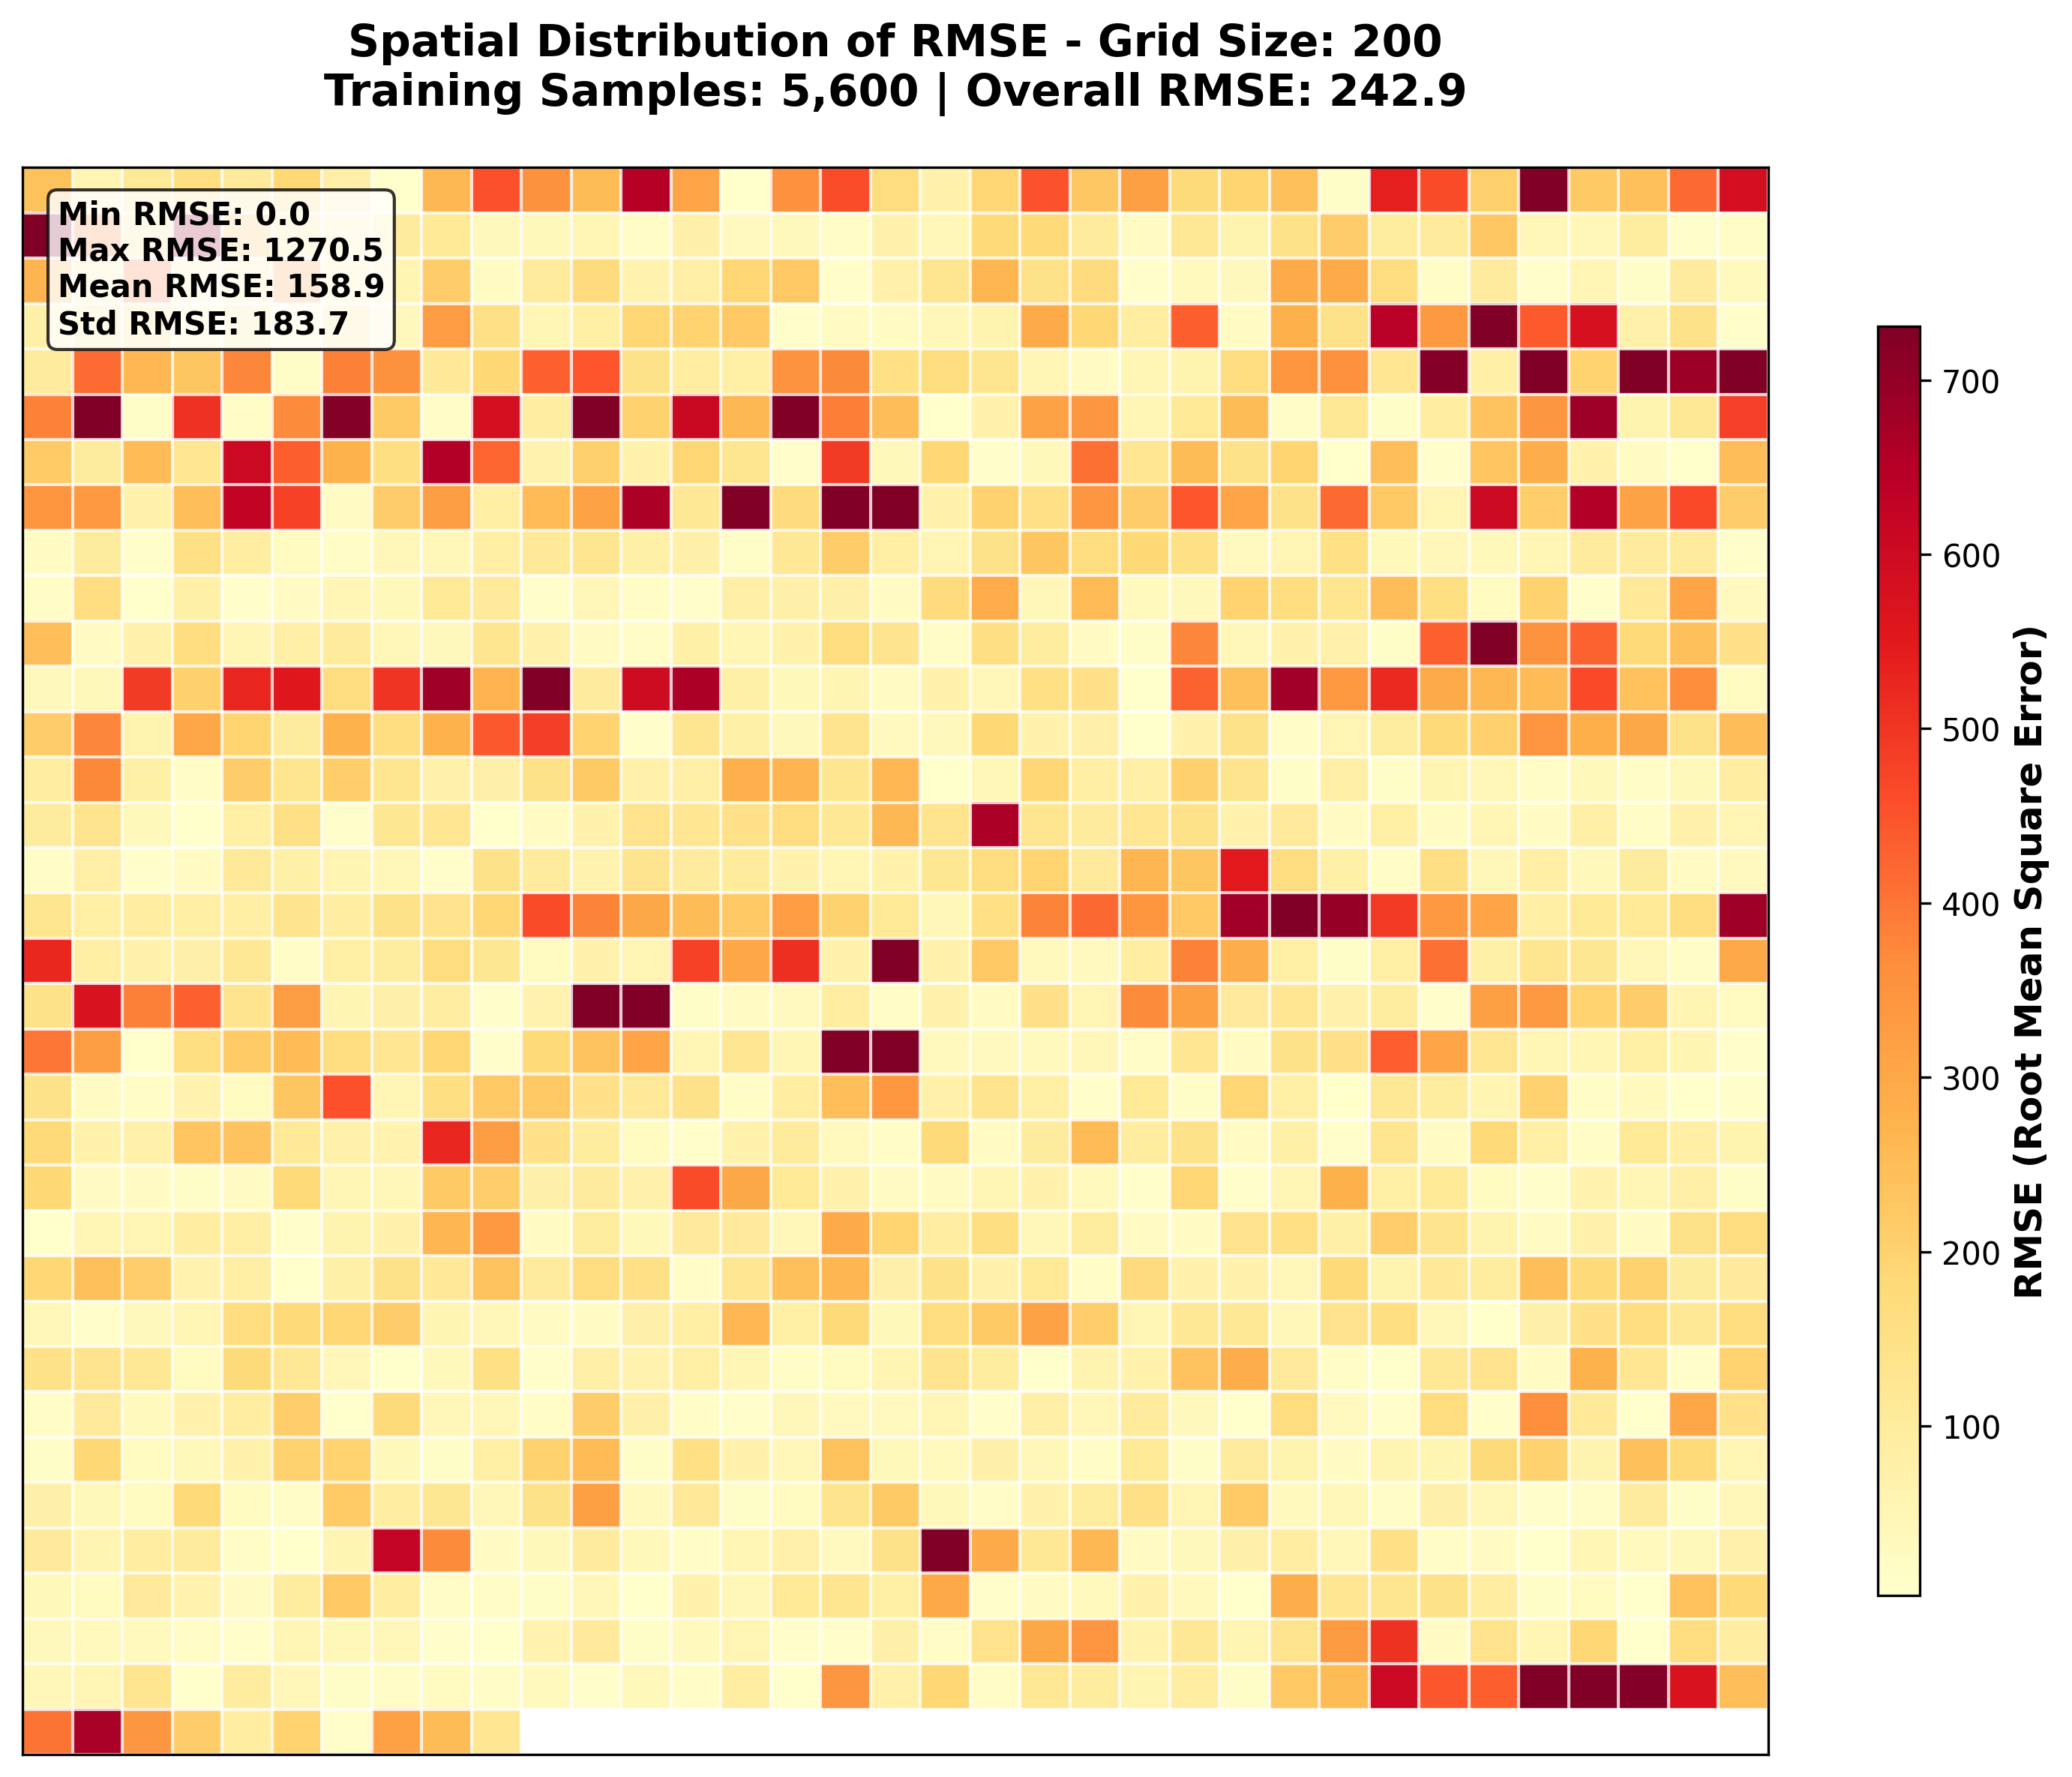 Spatial Distribution of RMSE - Grid Size: 200
Training Samples: 5,600 | Overall RMSE: 242.9
Min RMSE: 0.0
Max RMSE: 1270.5
Mean RMSE: 158.9
Std RMSE: 183.7
700
600
500
400
300
200
100
RMSE (Root Mean Square Error)